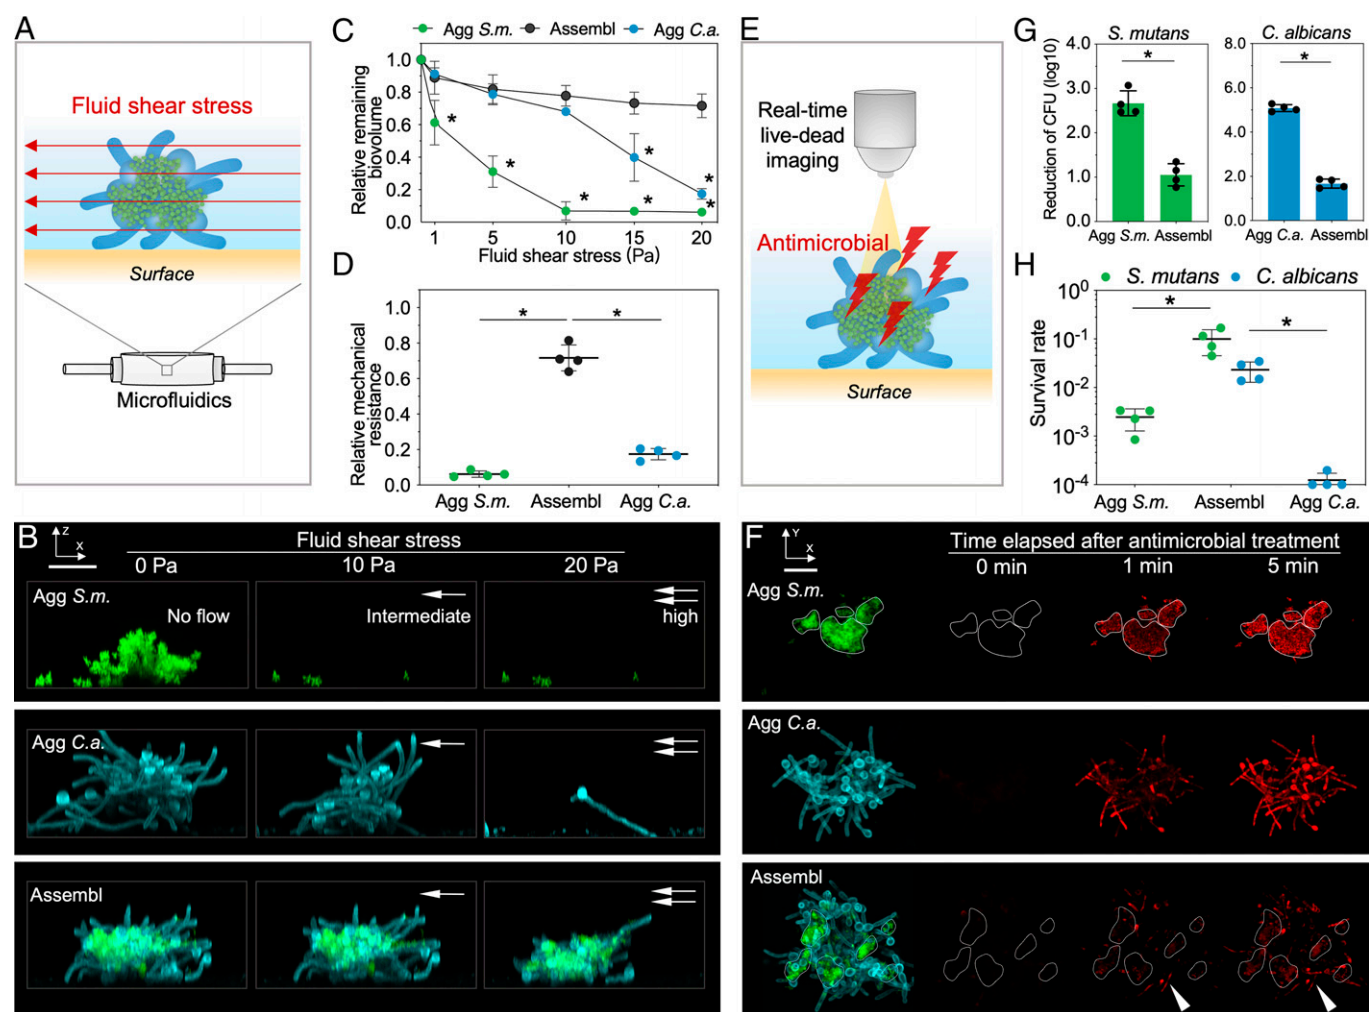 A
Fluid shear stress
Surface
Microfluidics
C
Agg S.m. Assembl Agg C.a.
Relative remaining
biovolume
1.0
0.8
0.6
0.4
0.2
0.0
* * * * *
* * *
1 5 10 15 20
Fluid shear stress (Pa)
D
Relative mechanical
resistance
1.0
0.8
0.6
0.4
0.2
0.0
* *
Agg S.m. Assembl Agg C.a.
E
Real-time
live-dead
imaging
Antimicrobial
Surface
G
S. mutans
Reduction of CFU (log10)
4.0
3.0
2.0
1.0
0.0
*
Agg S.m. Assembl
C. albicans
8.0
6.0
4.0
2.0
0.0
*
Agg C.a. Assembl
H
S. mutans C. albicans
Survival rate
100
10-1
10-2
10-3
10-4
* *
Agg S.m. Assembl Agg C.a.
B
Z
X
Fluid shear stress
0 Pa 10 Pa 20 Pa
Agg S.m.
No flow Intermediate high
Agg C.a.
Assembl
F
Y
X
Time elapsed after antimicrobial treatment
0 min 1 min 5 min
Agg S.m.
Agg C.a.
Assembl